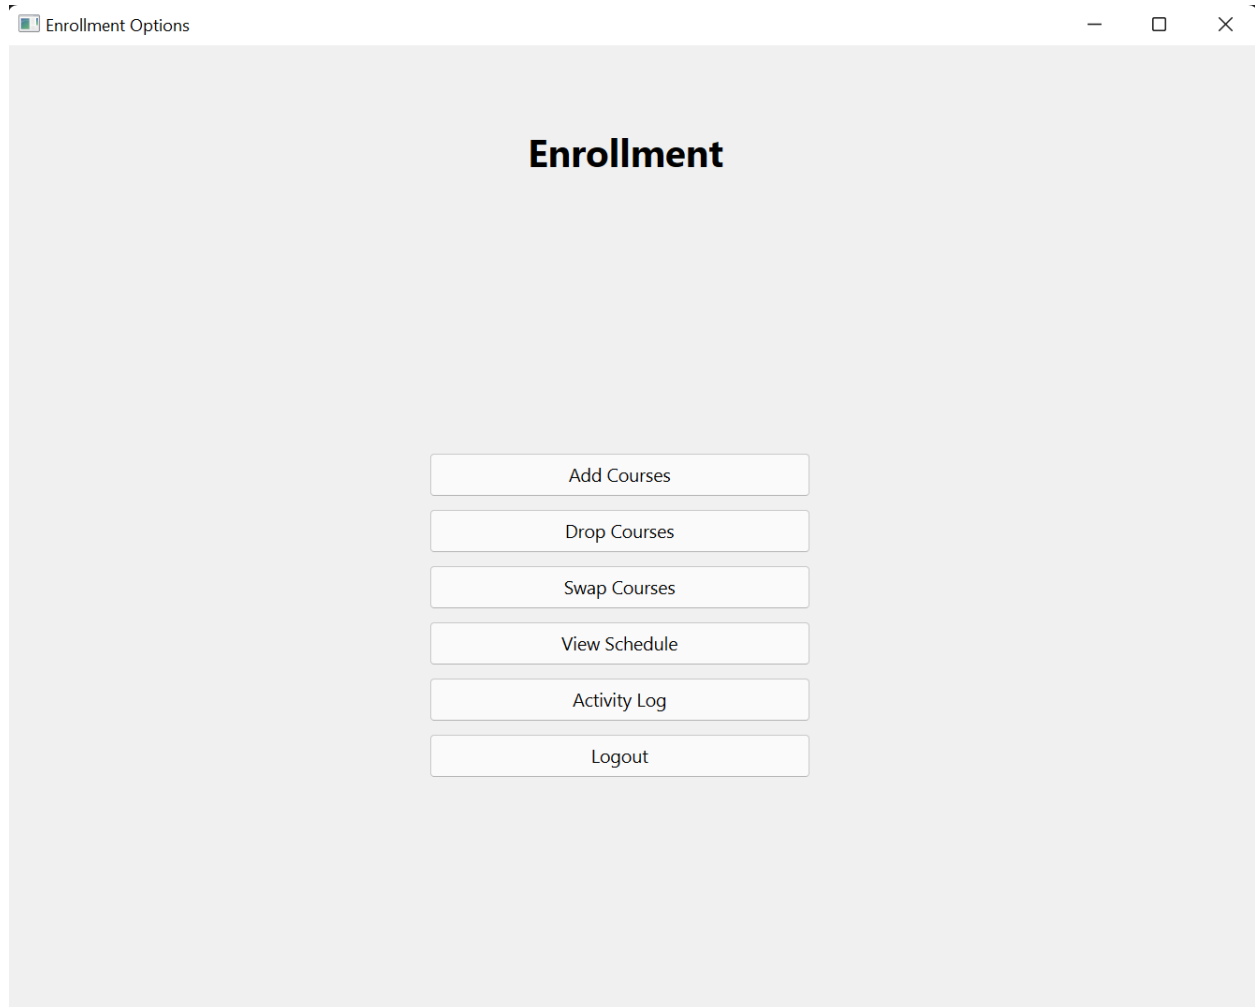 Enrollment Options
Enrollment
Add Courses
Drop Courses
Swap Courses
View Schedule
Activity Log
Logout